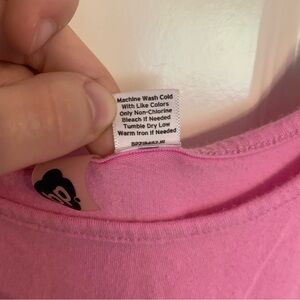 Machine Wash Cold
With Like Colors
Only Non-Chlorine
Bleach If Needed
Tumble Dry Low
Warm Iron If Needed